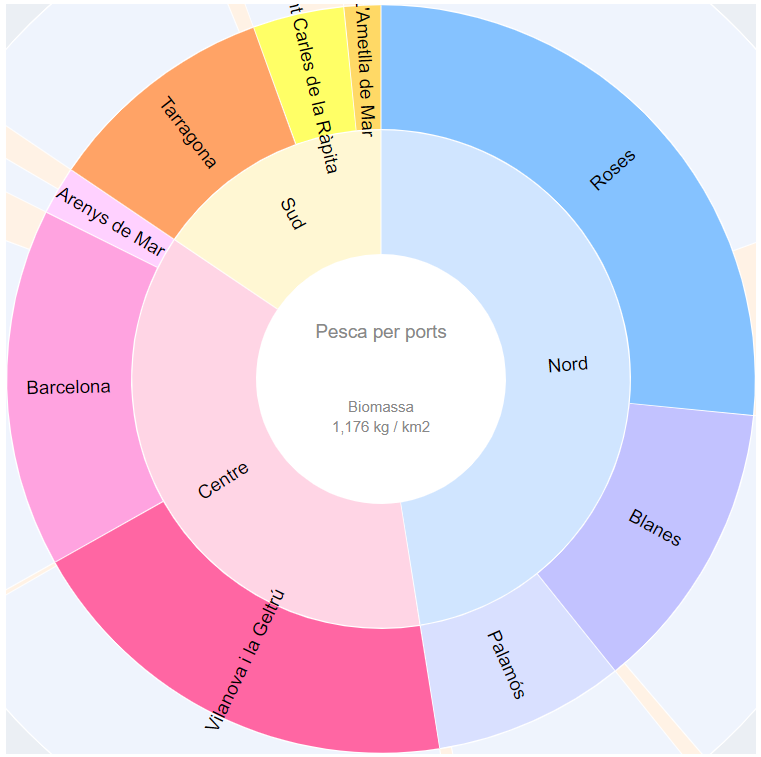 Pesca per ports
Biomassa
1,176 kg / km2
Nord
Centre
Sud
Roses
Blanes
Palamós
Vilanova i la Geltrú
Barcelona
Arenys de Mar
Tarragona
nt Carles de la Ràpita
L'Ametlla de Mar